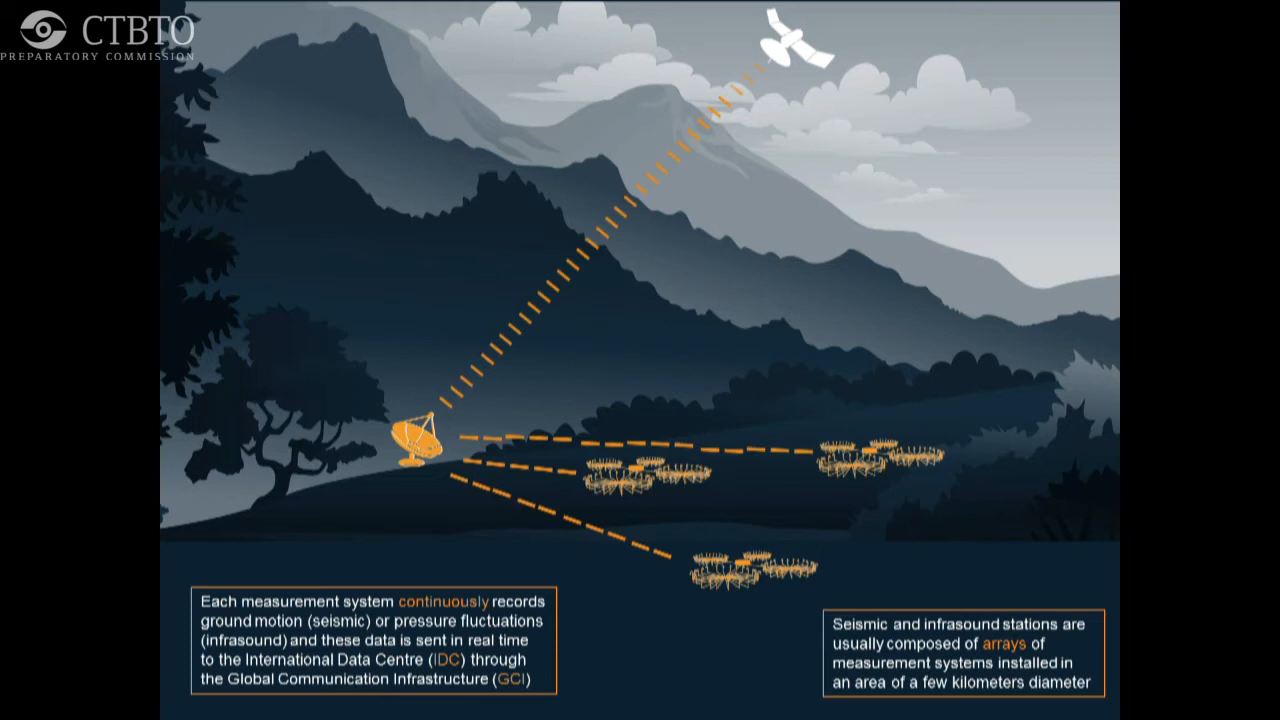 CTBTO
PREPARATORY COMMISSION
Each measurement system continuously records
ground motion (seismic) or pressure fluctuations
(infrasound) and these data is sent in real time
to the International Data Centre (IDC) through
the Global Communication Infrastructure (GCI)
Seismic and infrasound stations are
usually composed of arrays of
measurement systems installed in
an area of a few kilometers diameter